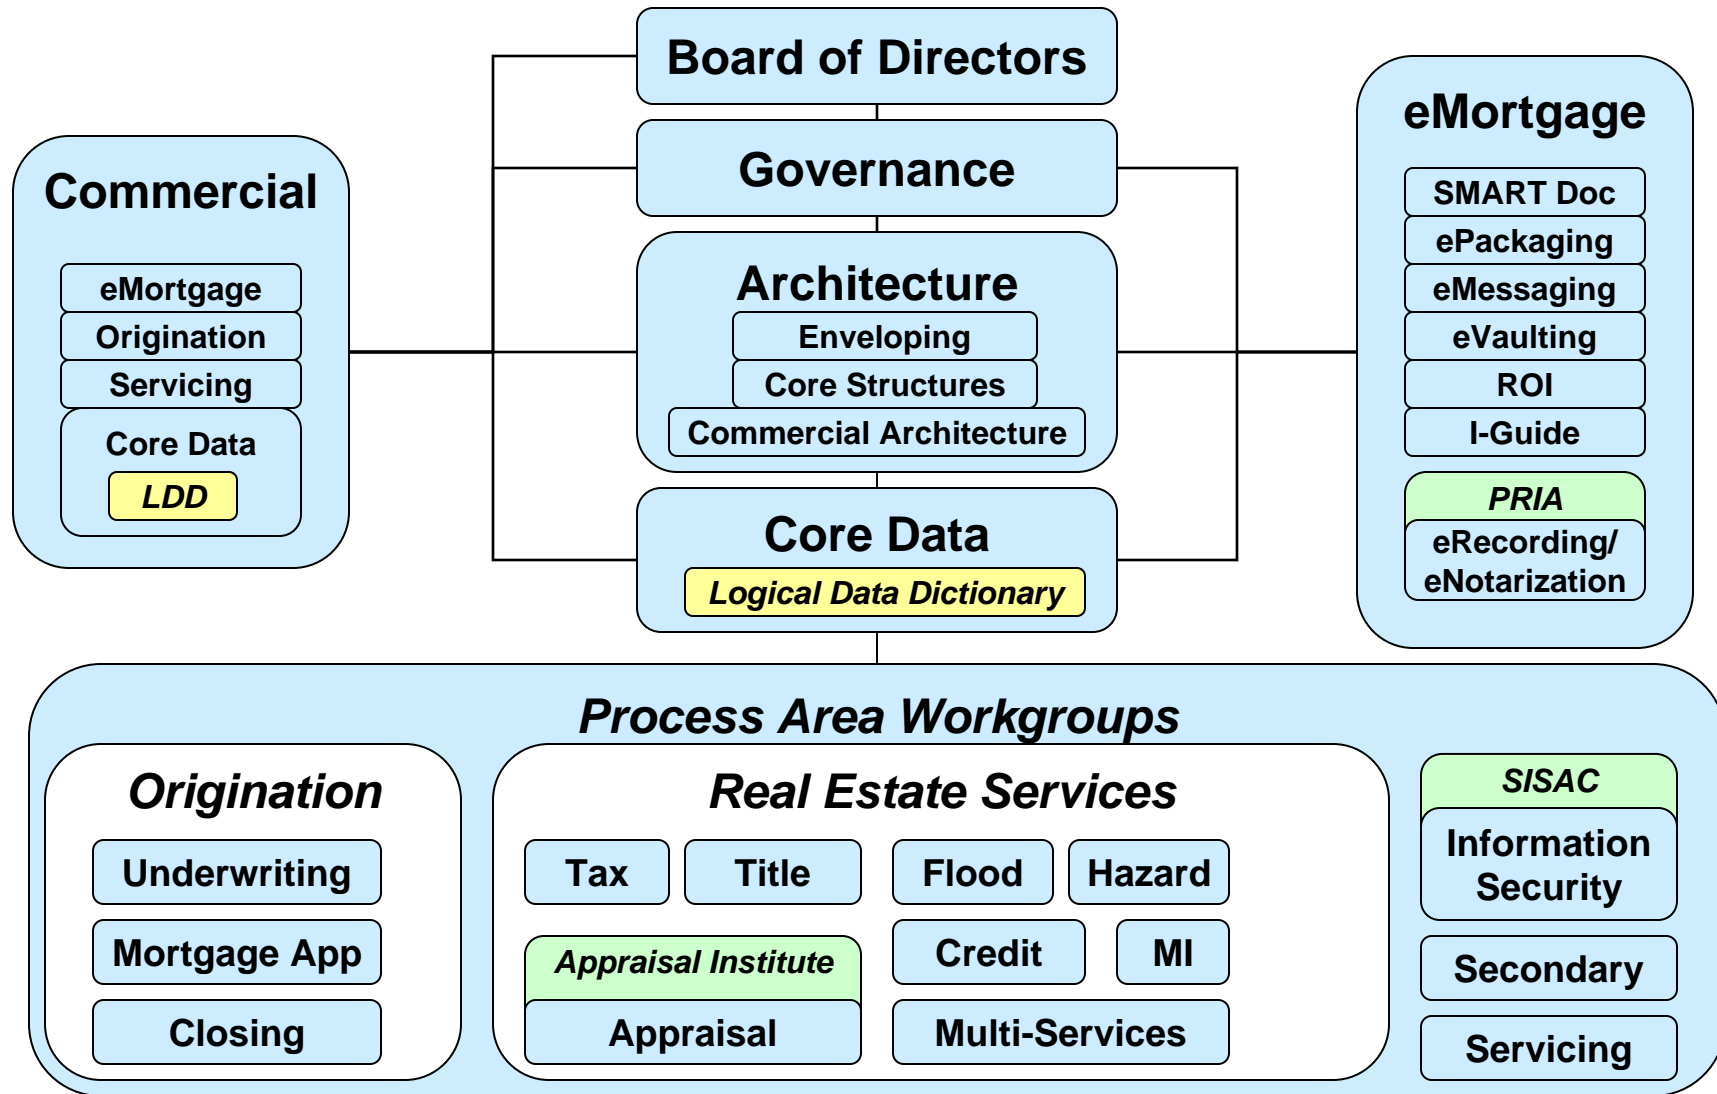 Board of Directors
Governance
Architecture
Enveloping
Core Structures
Commercial Architecture
Core Data
Logical Data Dictionary
Commercial
eMortgage
Origination
Servicing
Core Data
LDD
eMortgage
SMART Doc
ePackaging
eMessaging
eVaulting
ROI
I-Guide
PRIA
eRecording/
eNotarization
Process Area Workgroups
Origination
Underwriting
Mortgage App
Closing
Real Estate Services
Tax
Title
Flood
Hazard
Appraisal Institute
Appraisal
Credit
MI
Multi-Services
SISAC
Information
Security
Secondary
Servicing